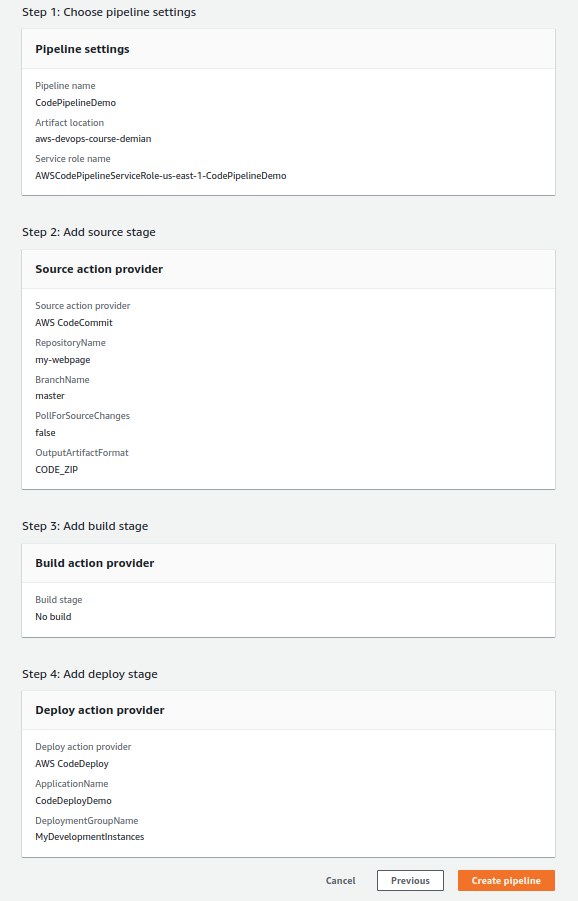 Step 1: Choose pipeline settings
Pipeline settings
Pipeline name
CodePipelineDemo
Artifact location
aws-devops-course-demian
Service role name
AWSCodePipelineServiceRole-us-east-1-CodePipelineDemo
Step 2: Add source stage
Source action provider
Source action provider
AWS CodeCommit
RepositoryName
my-webpage
BranchName
master
PollForSourceChanges
false
OutputArtifactFormat
CODE_ZIP
Step 3: Add build stage
Build action provider
Build stage
No build
Step 4: Add deploy stage
Deploy action provider
Deploy action provider
AWS CodeDeploy
ApplicationName
CodeDeployDemo
DeploymentGroupName
MyDevelopmentInstances
Cancel Previous Create pipeline